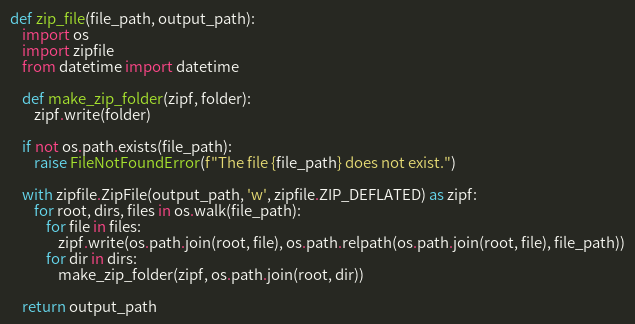 def zip_file(file_path, output_path):
    import os
    import zipfile
    from datetime import datetime

    def make_zip_folder(zipf, folder):
        zipf.write(folder)

    if not os.path.exists(file_path):
        raise FileNotFoundError(f"The file {file_path} does not exist.")

    with zipfile.ZipFile(output_path, 'w', zipfile.ZIP_DEFLATED) as zipf:
        for root, dirs, files in os.walk(file_path):
            for file in files:
                zipf.write(os.path.join(root, file), os.path.relpath(os.path.join(root, file), file_path))
            for dir in dirs:
                make_zip_folder(zipf, os.path.join(root, dir))

    return output_path